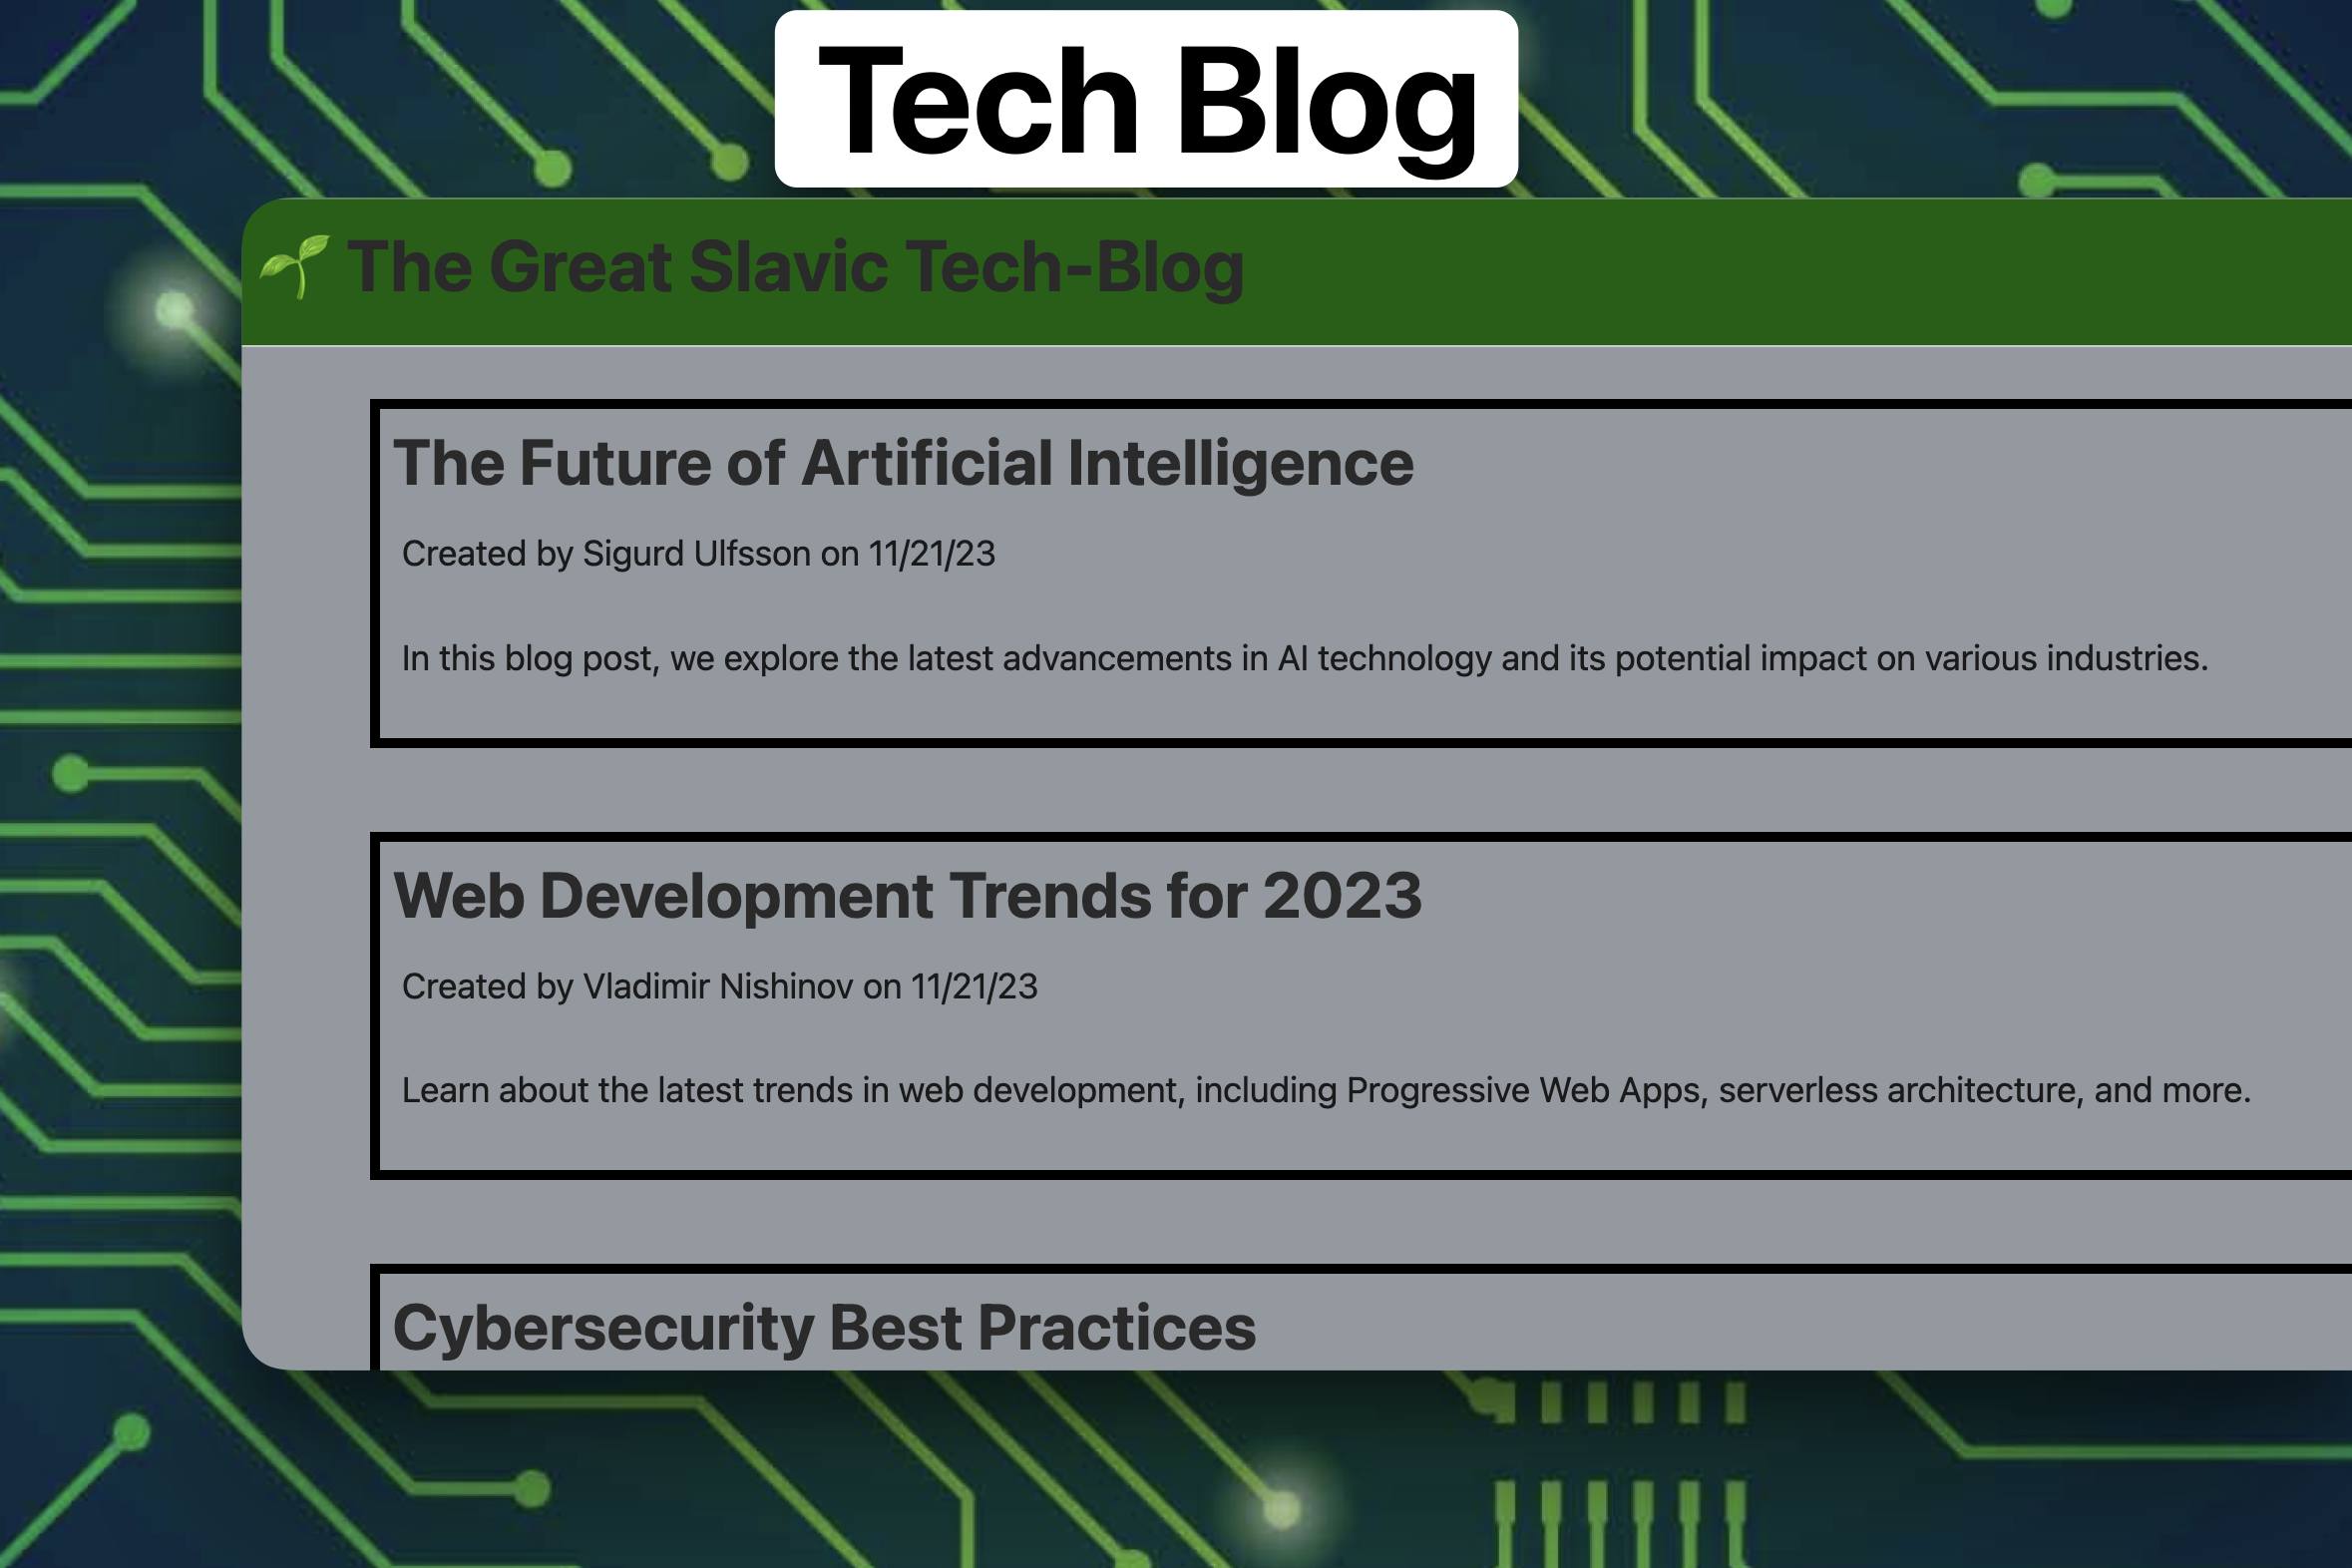 Tech Blog
The Great Slavic Tech-Blog
The Future of Artificial Intelligence
Created by Sigurd Ulfsson on 11/21/23
In this blog post, we explore the latest advancements in AI technology and its potential impact on various industries.
Web Development Trends for 2023
Created by Vladimir Nishinov on 11/21/23
Learn about the latest trends in web development, including Progressive Web Apps, serverless architecture, and more.
Cybersecurity Best Practices